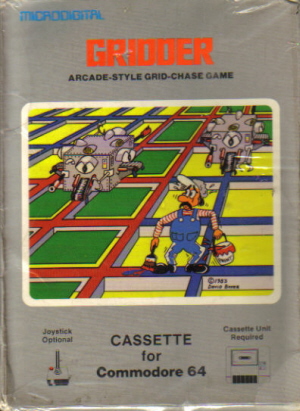 MICRODIGITAL
GRIDDER
ARCADE-STYLE GRID-CHASE GAME
Joystick
Optional
CASSETTE
for
Commodore 64
Cassette Unit
Required